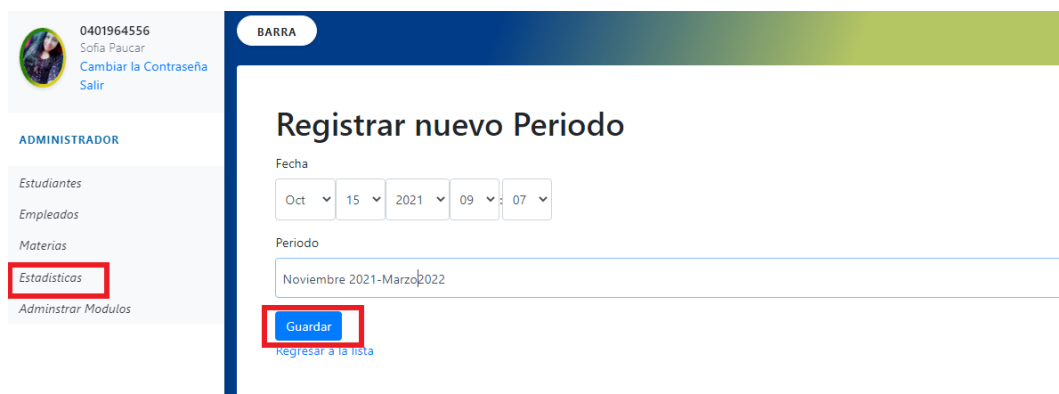 0401964556
Sofia Paucar
Cambiar la Contraseña
Salir
ADMINISTRADOR
Estudiantes
Empleados
Materias
Estadisticas
Adminstrar Modulos
BARRA
Registrar nuevo Periodo
Fecha
Oct 15 2021 09 : 07
Periodo
Noviembre 2021-Marzo2022
Guardar
Regresar a la lista